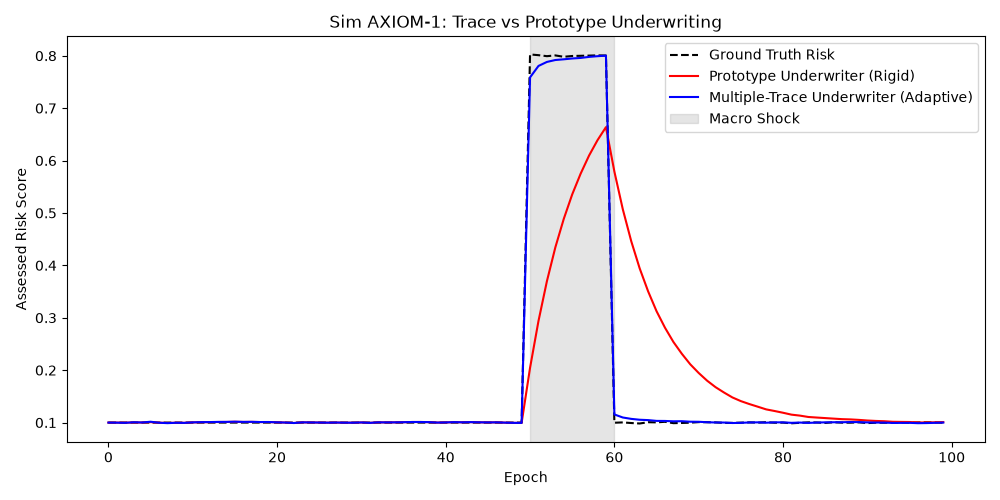 Sim AXIOM-1: Trace vs Prototype Underwriting
Ground Truth Risk
Prototype Underwriter (Rigid)
Multiple-Trace Underwriter (Adaptive)
Macro Shock
Assessed Risk Score
0.8
0.7
0.6
0.5
0.4
0.3
0.2
0.1
0 20 40 60 80 100
Epoch